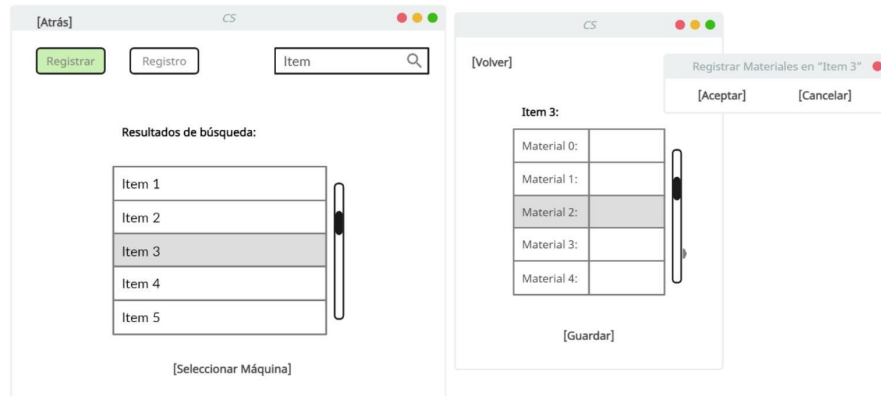 CS
[Atrás]
Registrar
Registro
Item
Resultados de búsqueda:
Item 1
Item 2
Item 3
Item 4
Item 5
[Seleccionar Máquina]
CS
[Volver]
Item 3:
Material 0:
Material 1:
Material 2:
Material 3:
Material 4:
[Guardar]
Registrar Materiales en "Item 3"
[Aceptar]
[Cancelar]